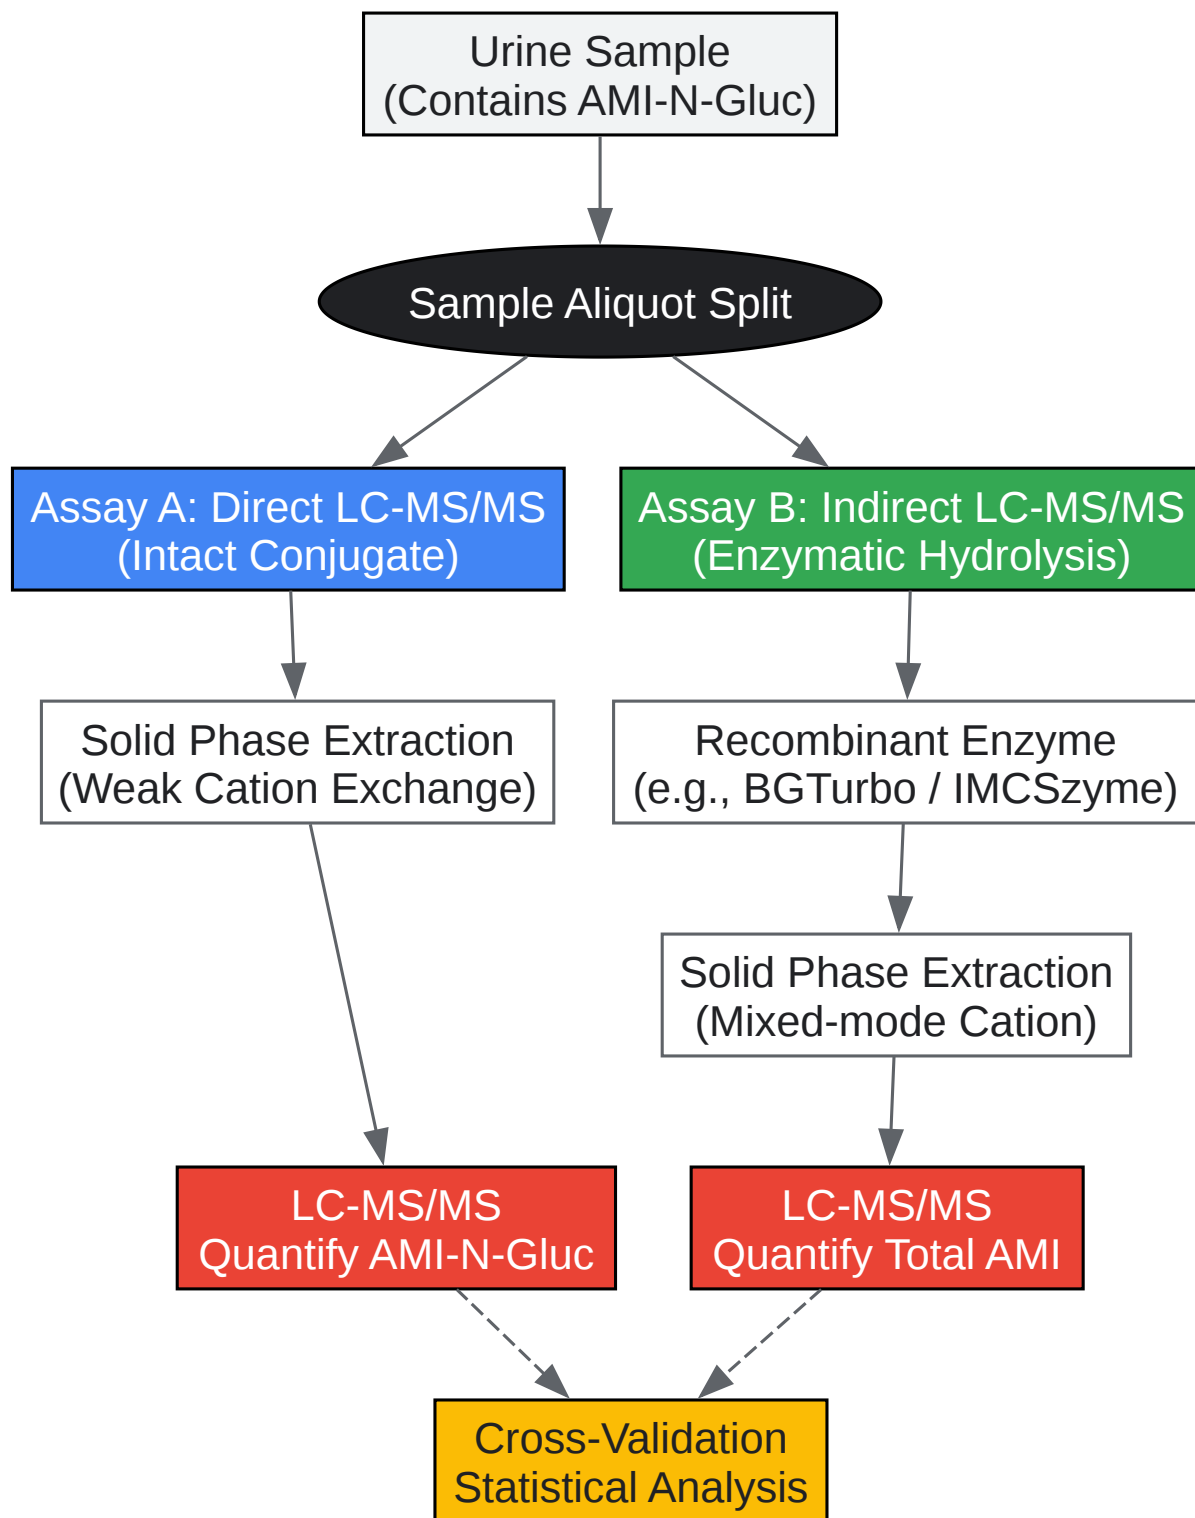 Urine Sample
(Contains AMI-N-Gluc)
Sample Aliquot Split
Assay A: Direct LC-MS/MS
(Intact Conjugate)
Assay B: Indirect LC-MS/MS
(Enzymatic Hydrolysis)
Solid Phase Extraction
(Weak Cation Exchange)
Recombinant Enzyme
(e.g., BGTurbo / IMCSzyme)
Solid Phase Extraction
(Mixed-mode Cation)
LC-MS/MS
Quantify AMI-N-Gluc
LC-MS/MS
Quantify Total AMI
Cross-Validation
Statistical Analysis